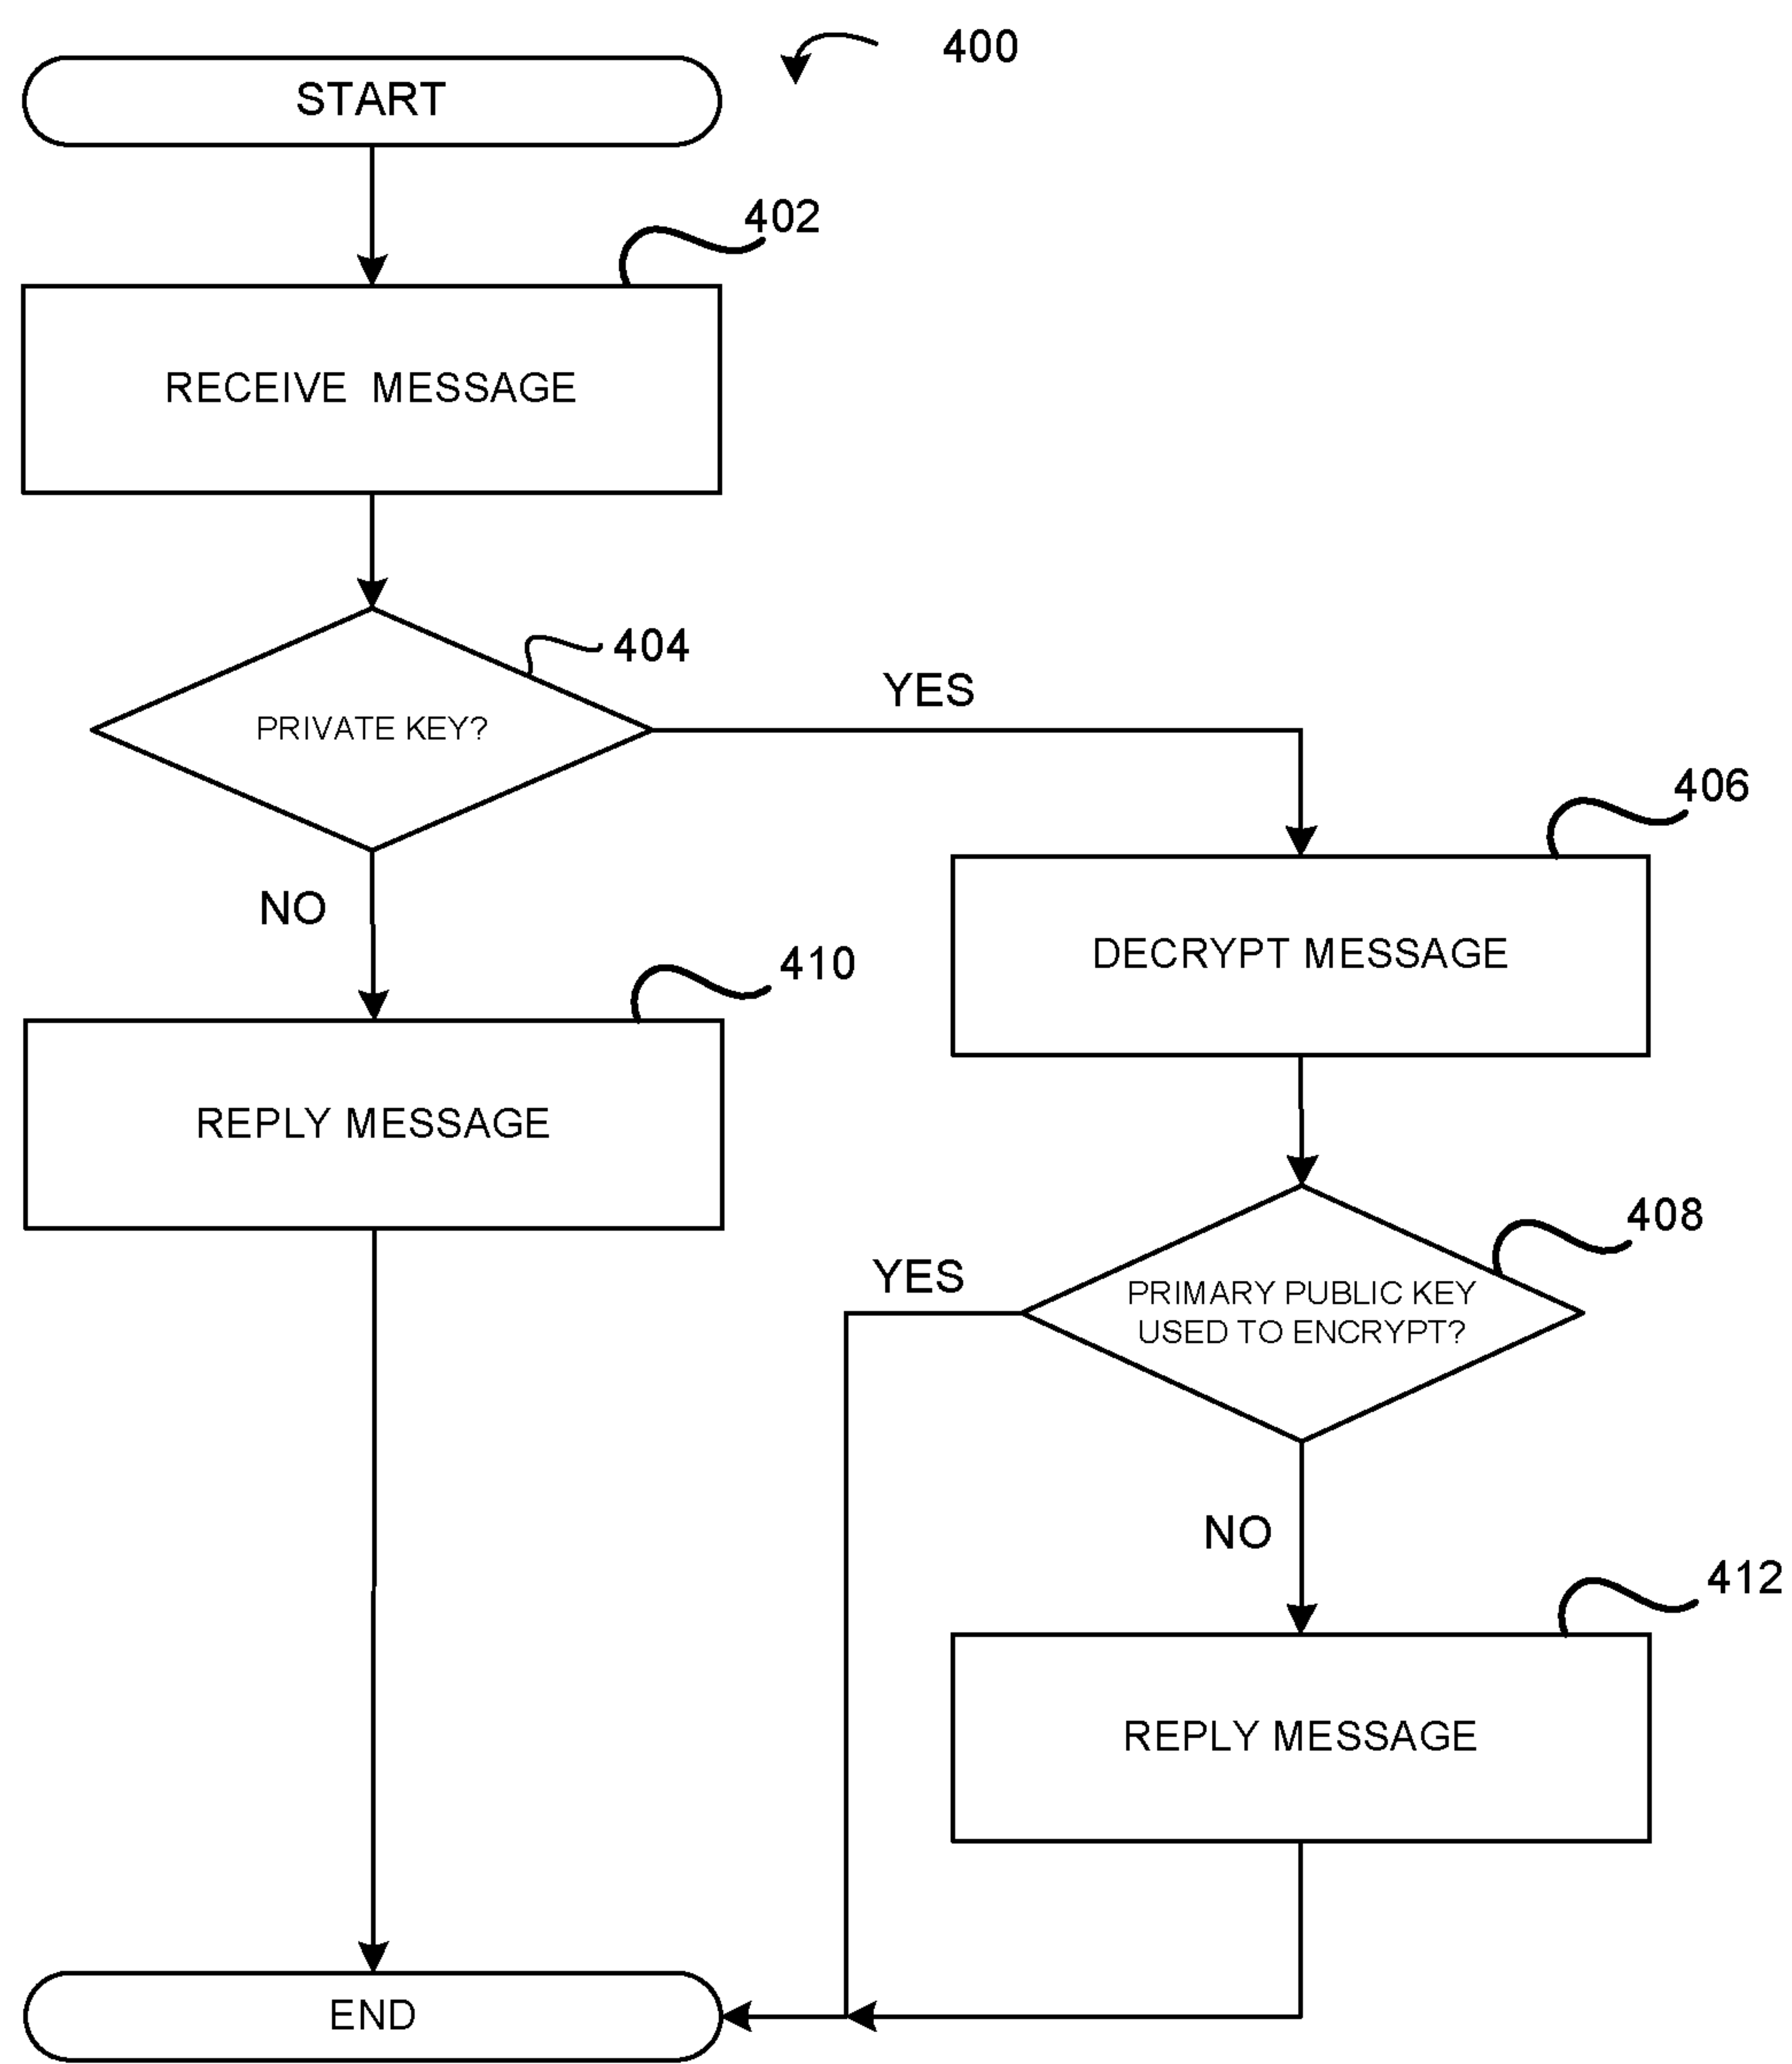 400
START
402
RECEIVE MESSAGE
404
PRIVATE KEY?
YES
406
NO
DECRYPT MESSAGE
410
REPLY MESSAGE
408
YES
PRIMARY PUBLIC KEY
USED TO ENCRYPT?
NO
412
REPLY MESSAGE
END